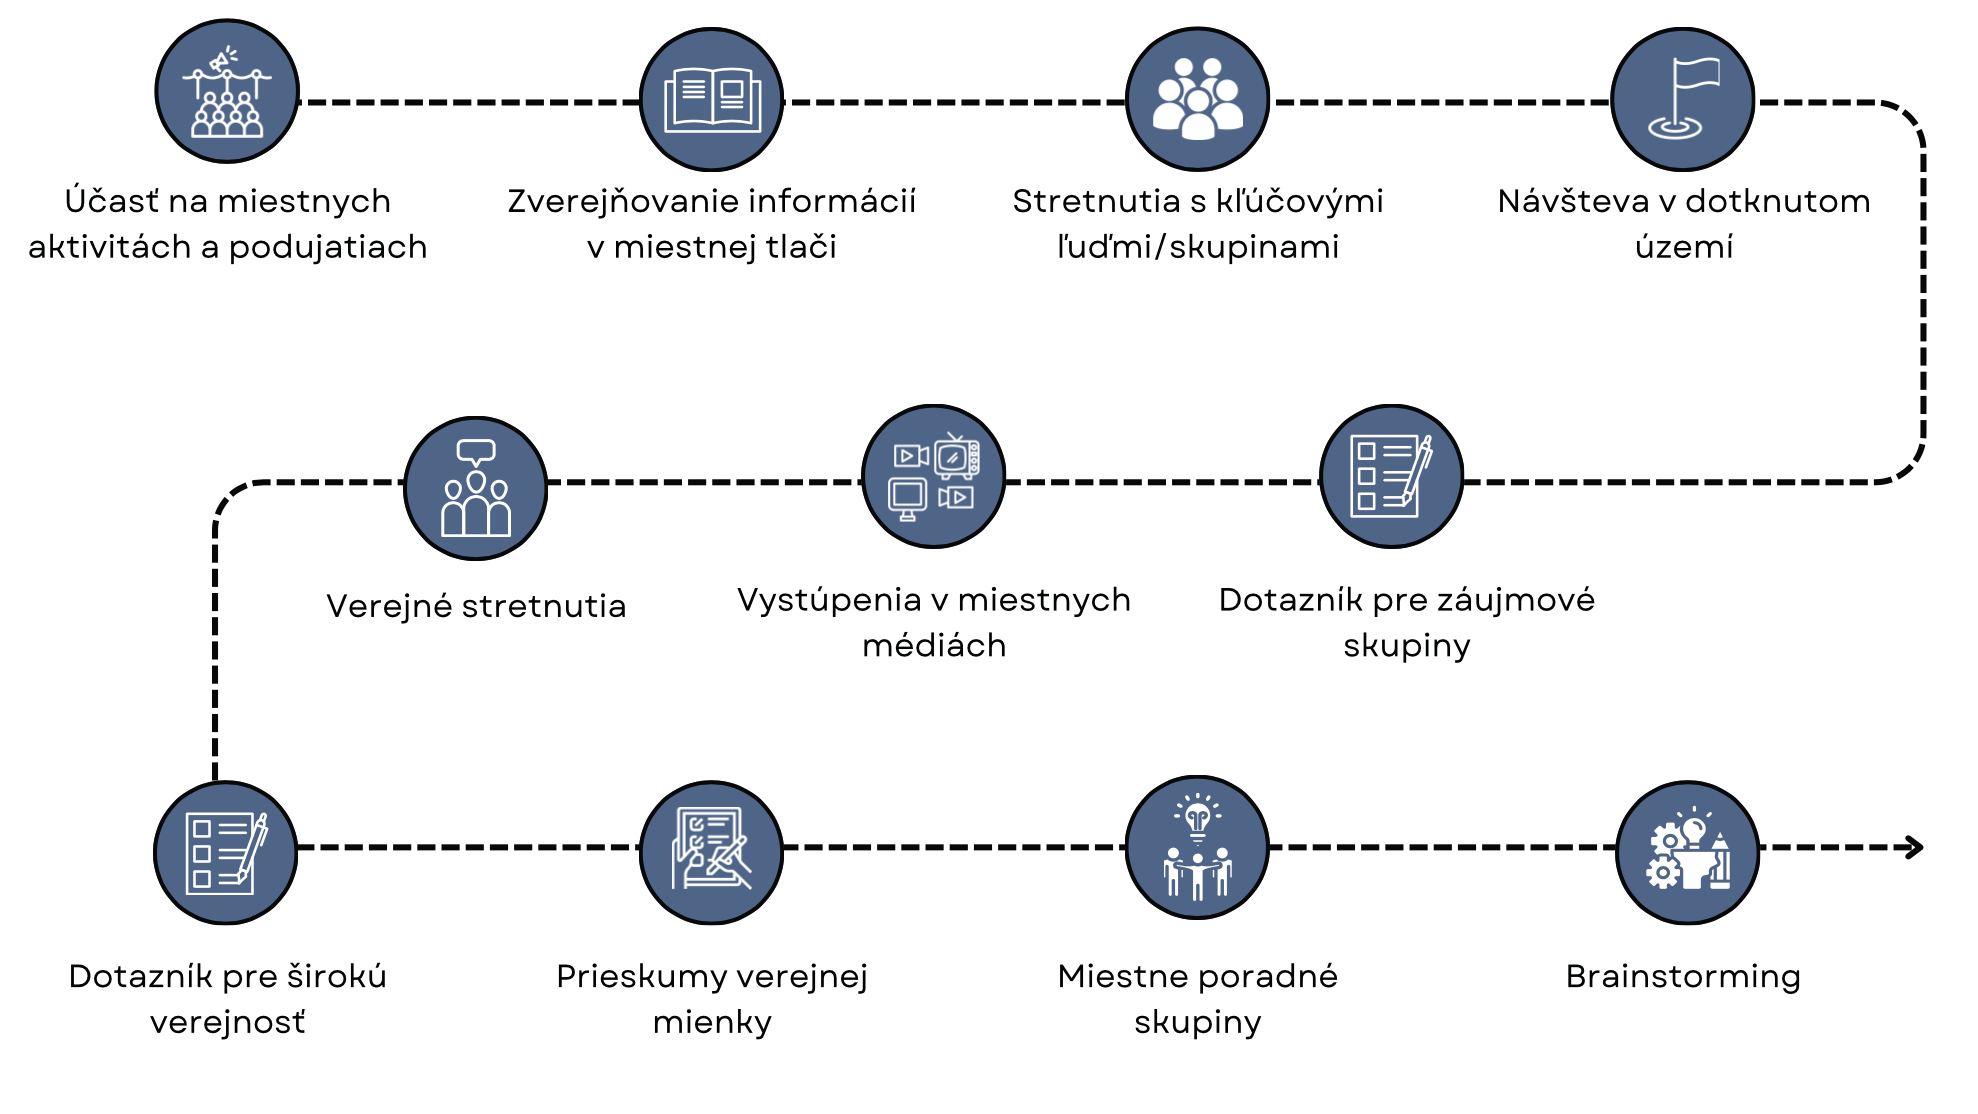 Účasť na miestnych
aktivitách a podujatiach
Zverejňovanie informácií
v miestnej tlači
Stretnutia s kľúčovými
ľuďmi/skupinami
Návšteva v dotknutom
území
Verejné stretnutia
Vystúpenia v miestnych
médiách
Dotazník pre záujmové
skupiny
Dotazník pre širokú
verejnosť
Prieskumy verejnej
mienky
Miestne poradné
skupiny
Brainstorming